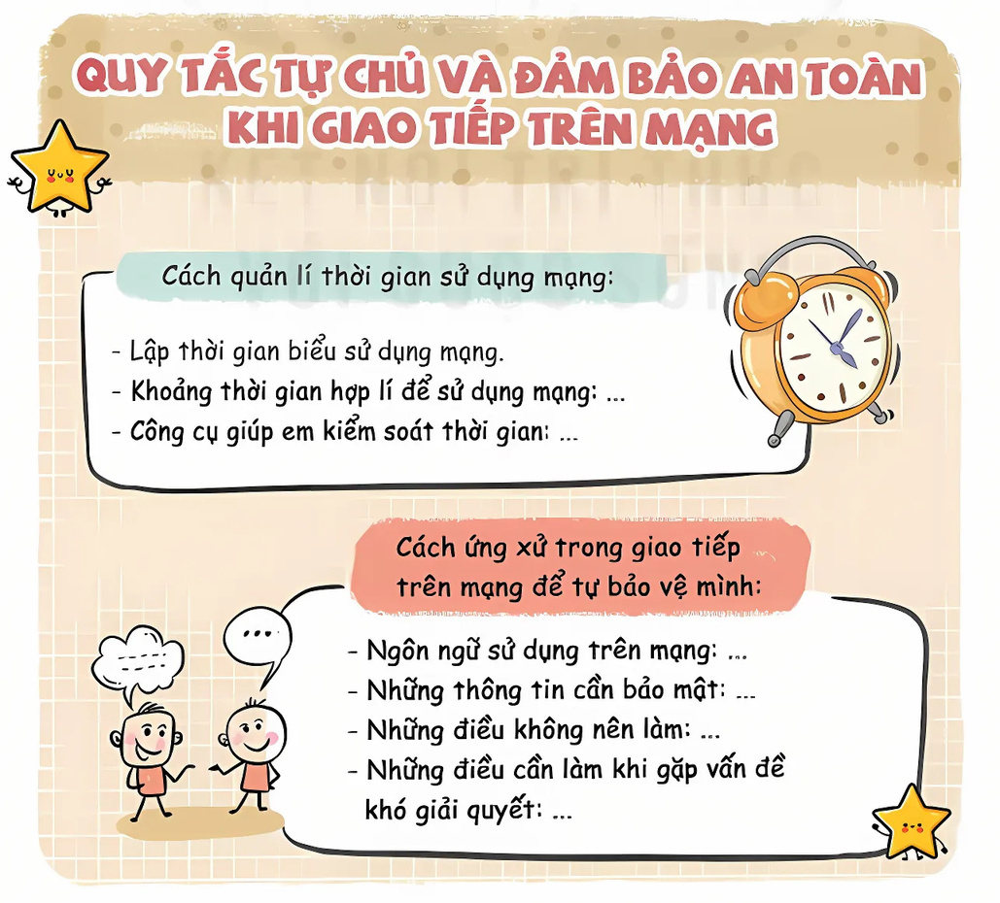 QUY TẮC TỰ CHỦ VÀ ĐẢM BẢO AN TOÀN
KHI GIAO TIẾP TRÊN MẠNG
Cách quản lí thời gian sử dụng mạng:
- Lập thời gian biểu sử dụng mạng.
- Khoảng thời gian hợp lí để sử dụng mạng: ...
- Công cụ giúp em kiểm soát thời gian: ...
Cách ứng xử trong giao tiếp
trên mạng để tự bảo vệ mình:
- Ngôn ngữ sử dụng trên mạng: ...
- Những thông tin cần bảo mật: ...
- Những điều không nên làm: ...
- Những điều cần làm khi gặp vấn đề
khó giải quyết: ...